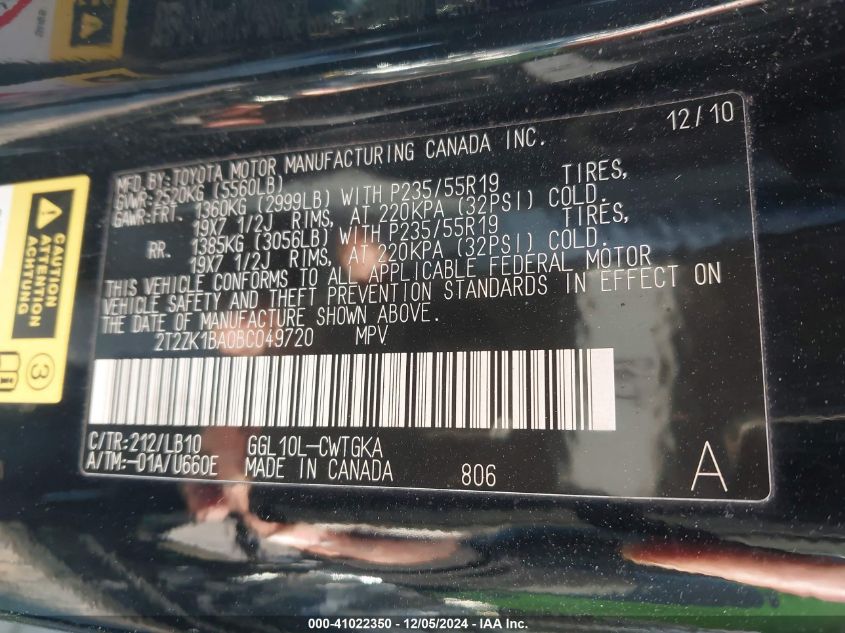 12/10
MFD.BY:TOYOTA MOTOR MANUFACTURING CANADA INC.
GVWR:2520KG (5560LB)
GAWR:FRT. 1360KG (2999LB) WITH P235/55R19 TIRES,
19X7 1/2J RIMS, AT 220KPA (32PSI) COLD.
RR. 1385KG (3056LB) WITH P235/55R19 TIRES,
19X7 1/2J RIMS, AT 220KPA (32PSI) COLD.
THIS VEHICLE CONFORMS TO ALL APPLICABLE FEDERAL MOTOR
VEHICLE SAFETY AND THEFT PREVENTION STANDARDS IN EFFECT ON
THE DATE OF MANUFACTURE SHOWN ABOVE.
2T2ZK1BA0BC049720 MPV
C/TR:212/LB10 GGL10L-CWTGKA
A/TM:-01A/U660E MADE IN CANADA 806 A
CAUTION
ATTENTION
ACHTUNG
3
000-41022350 - 12/05/2024 - IAAI Inc.